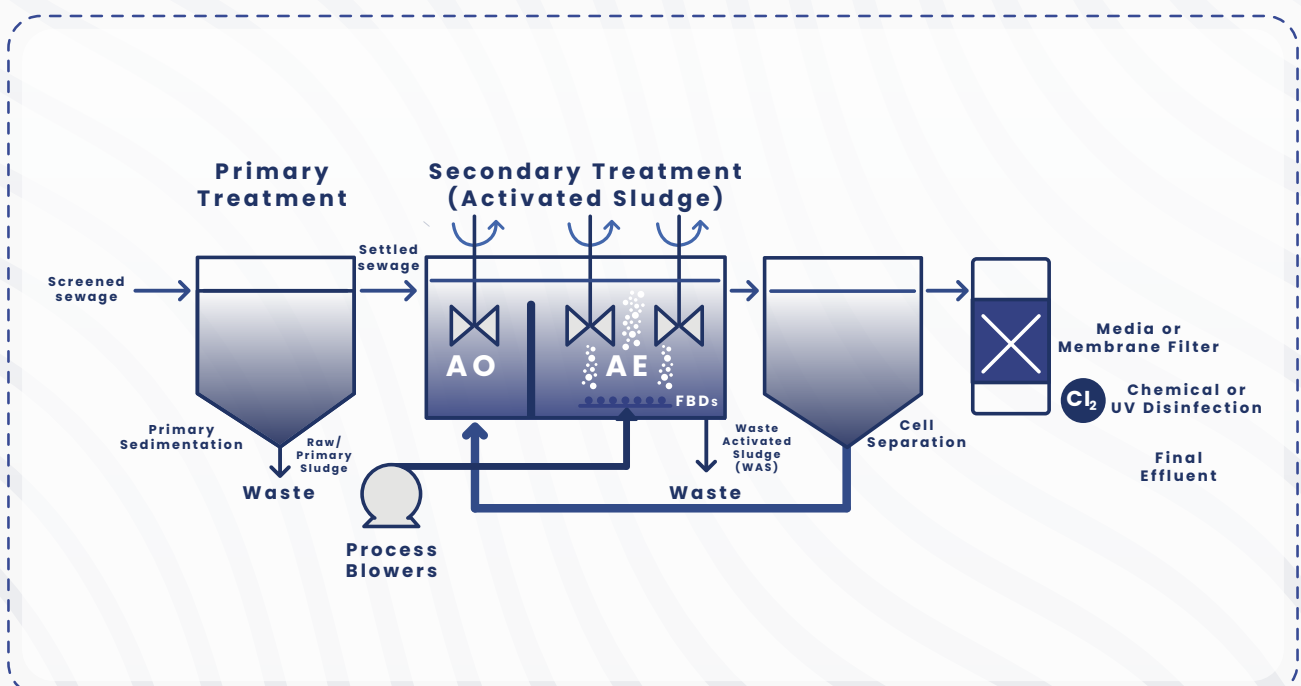 Primary
Treatment
Secondary Treatment
(Activated Sludge)
Screened
sewage
Settled
sewage
AO
AE
FBDs
Primary
Sedimentation
Raw/
Primary
Sludge
Waste
Process
Blowers
Waste
Activated
Sludge
(WAS)
Waste
Cell
Separation
Media or
Membrane Filter
Cl2
Chemical or
UV Disinfection
Final
Effluent